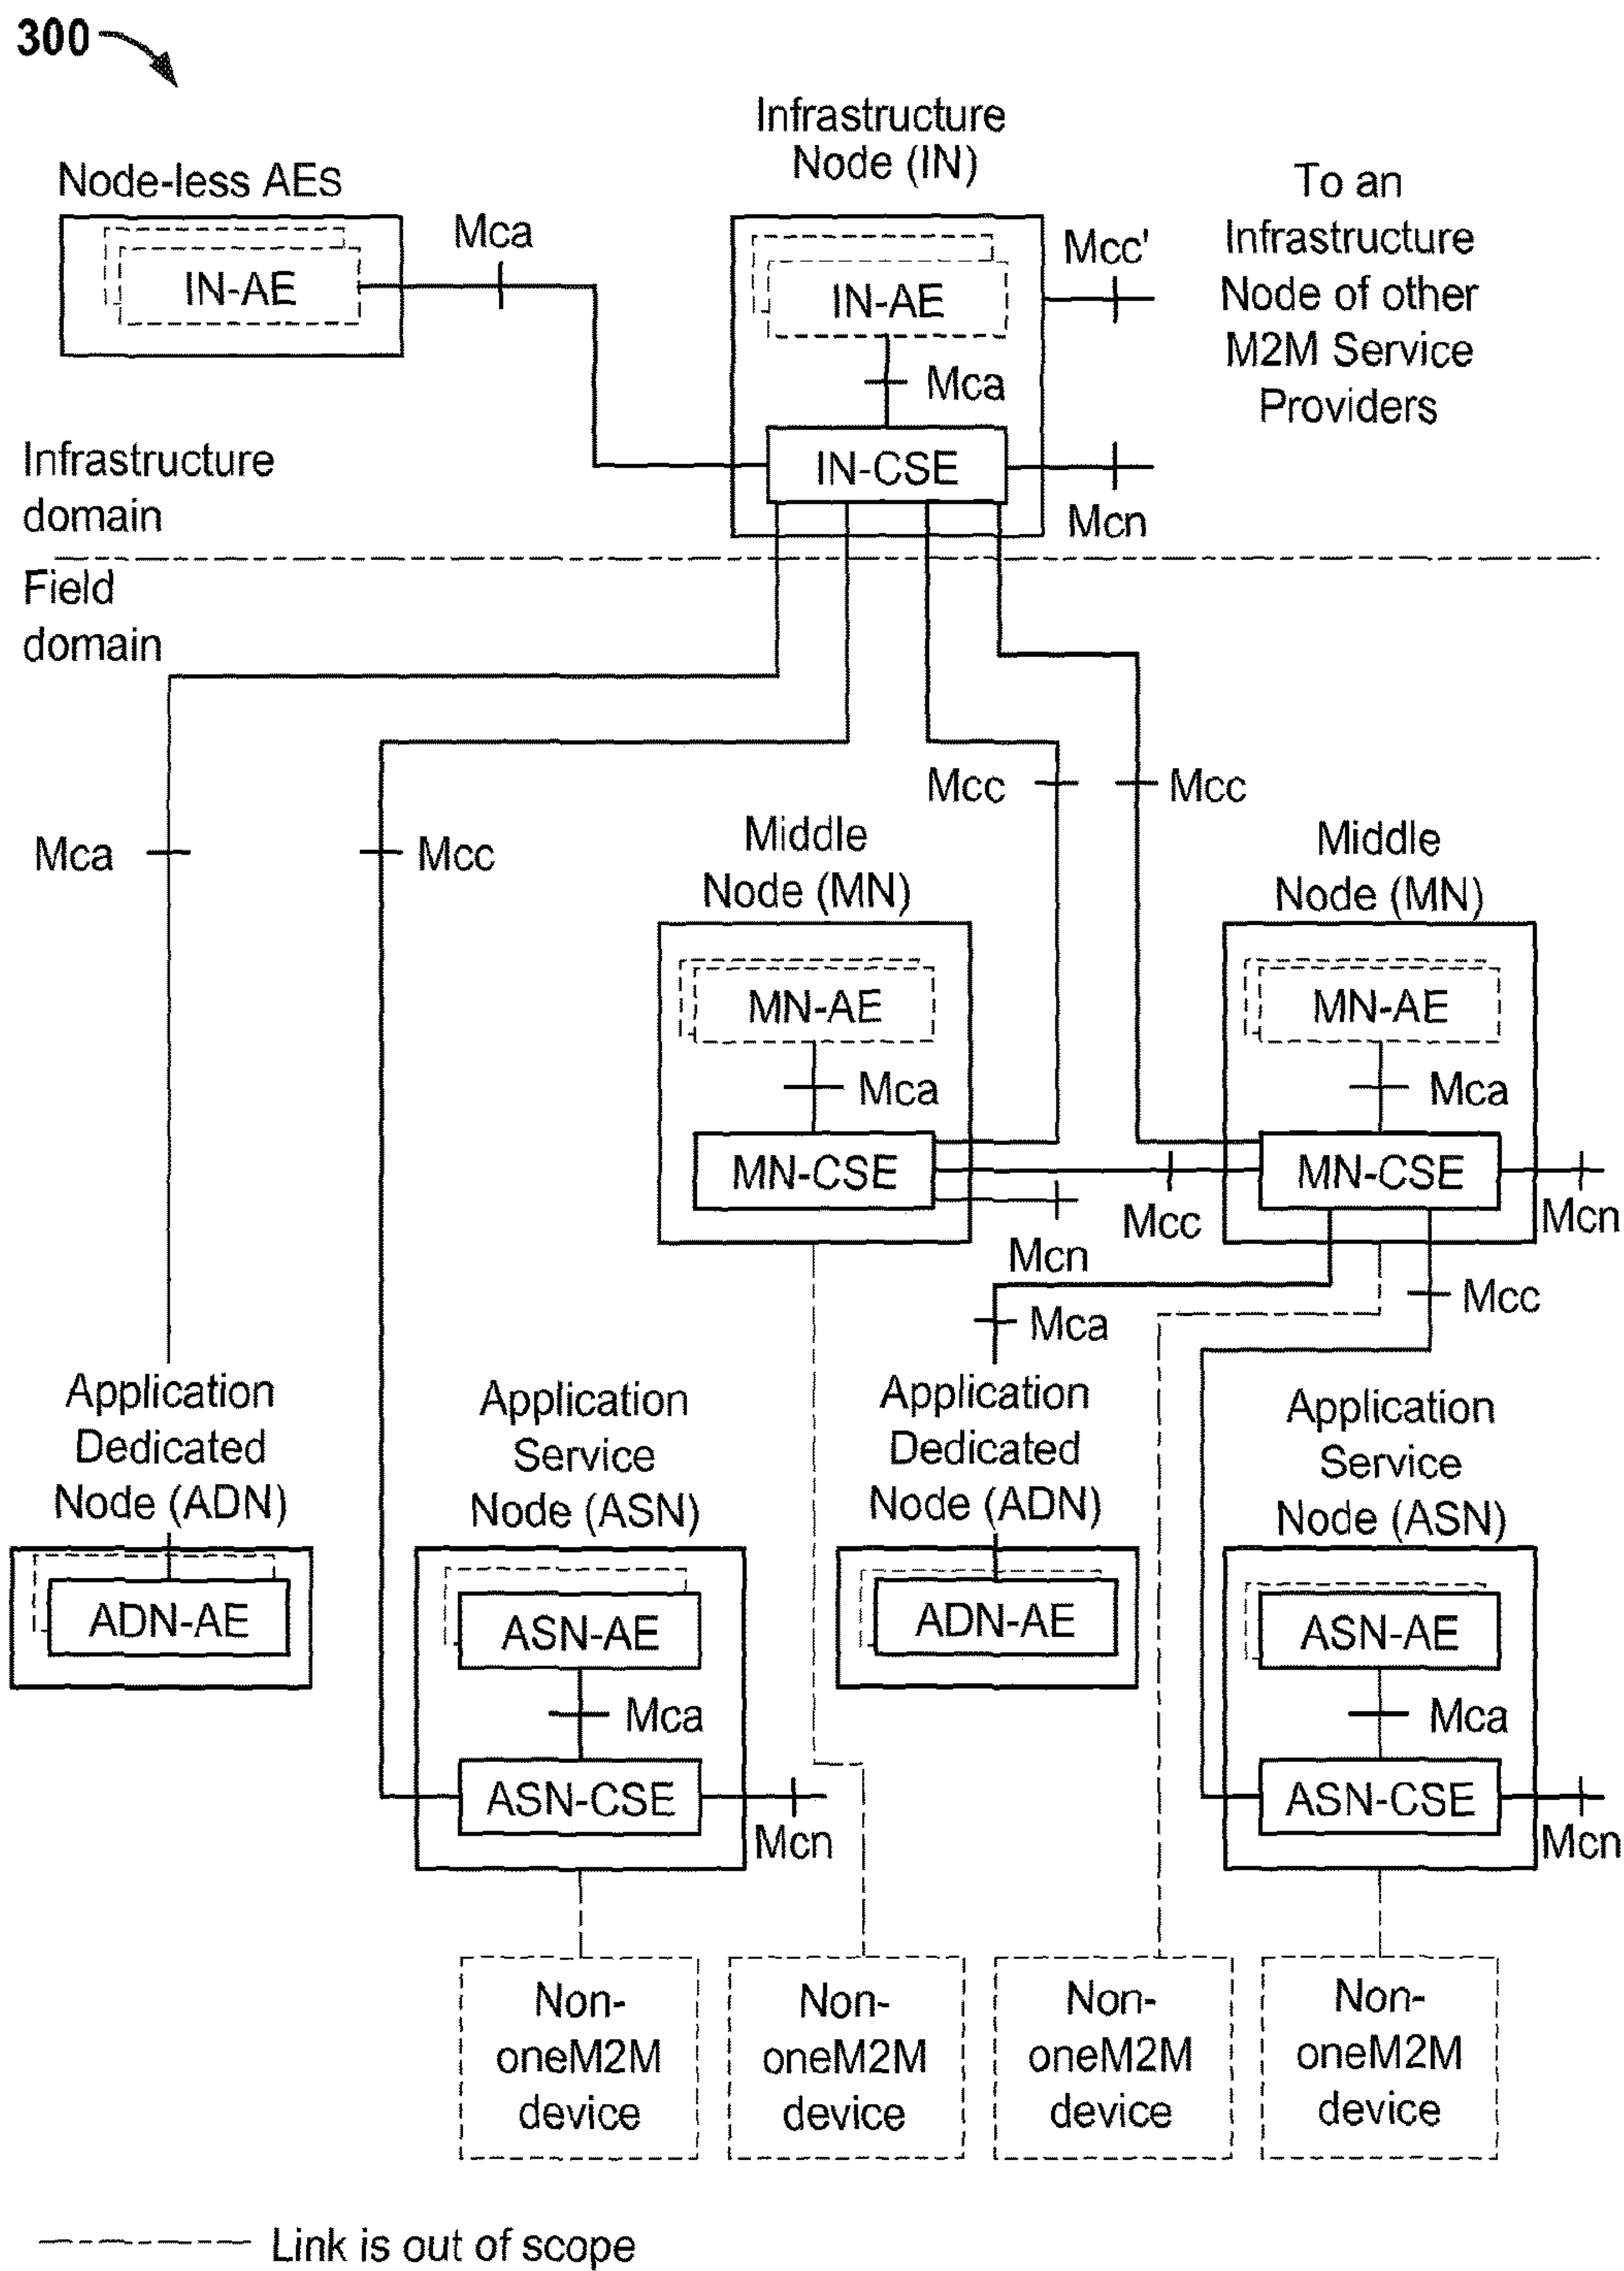 300
Infrastructure
Node (IN)
Node-less AEs
To an
Infrastructure
Node of other
M2M Service
Providers
IN-AE
Mca
IN-AE
Mca
Mcc'
IN-CSE
Mcn
Infrastructure
domain
Field
domain
Mca
Mcc
Mcc
Mcc
Middle
Node (MN)
MN-AE
Mca
MN-CSE
Mcn
Mcc
Middle
Node (MN)
MN-AE
Mca
MN-CSE
Mcn
Mca
Mcc
Application
Dedicated
Node (ADN)
ADN-AE
Application
Service
Node (ASN)
ASN-AE
Mca
ASN-CSE
Mcn
Application
Dedicated
Node (ADN)
ADN-AE
Application
Service
Node (ASN)
ASN-AE
Mca
ASN-CSE
Mcn
Non-
oneM2M
device
Non-
oneM2M
device
Non-
oneM2M
device
Non-
oneM2M
device
Link is out of scope